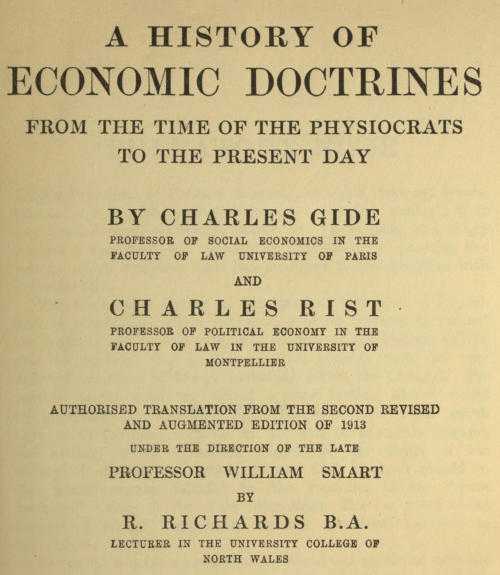 A HISTORY OF
ECONOMIC DOCTRINES
FROM THE TIME OF THE PHYSIOCRATS
TO THE PRESENT DAY
BY CHARLES GIDE
PROFESSOR OF SOCIAL ECONOMICS IN THE
FACULTY OF LAW UNIVERSITY OF PARIS
AND
CHARLES RIST
PROFESSOR OF POLITICAL ECONOMY IN THE
FACULTY OF LAW IN THE UNIVERSITY OF
MONTPELLIER
AUTHORISED TRANSLATION FROM THE SECOND REVISED
AND AUGMENTED EDITION OF 1913
UNDER THE DIRECTION OF THE LATE
PROFESSOR WILLIAM SMART
BY
R. RICHARDS B.A.
LECTURER IN THE UNIVERSITY COLLEGE OF
NORTH WALES